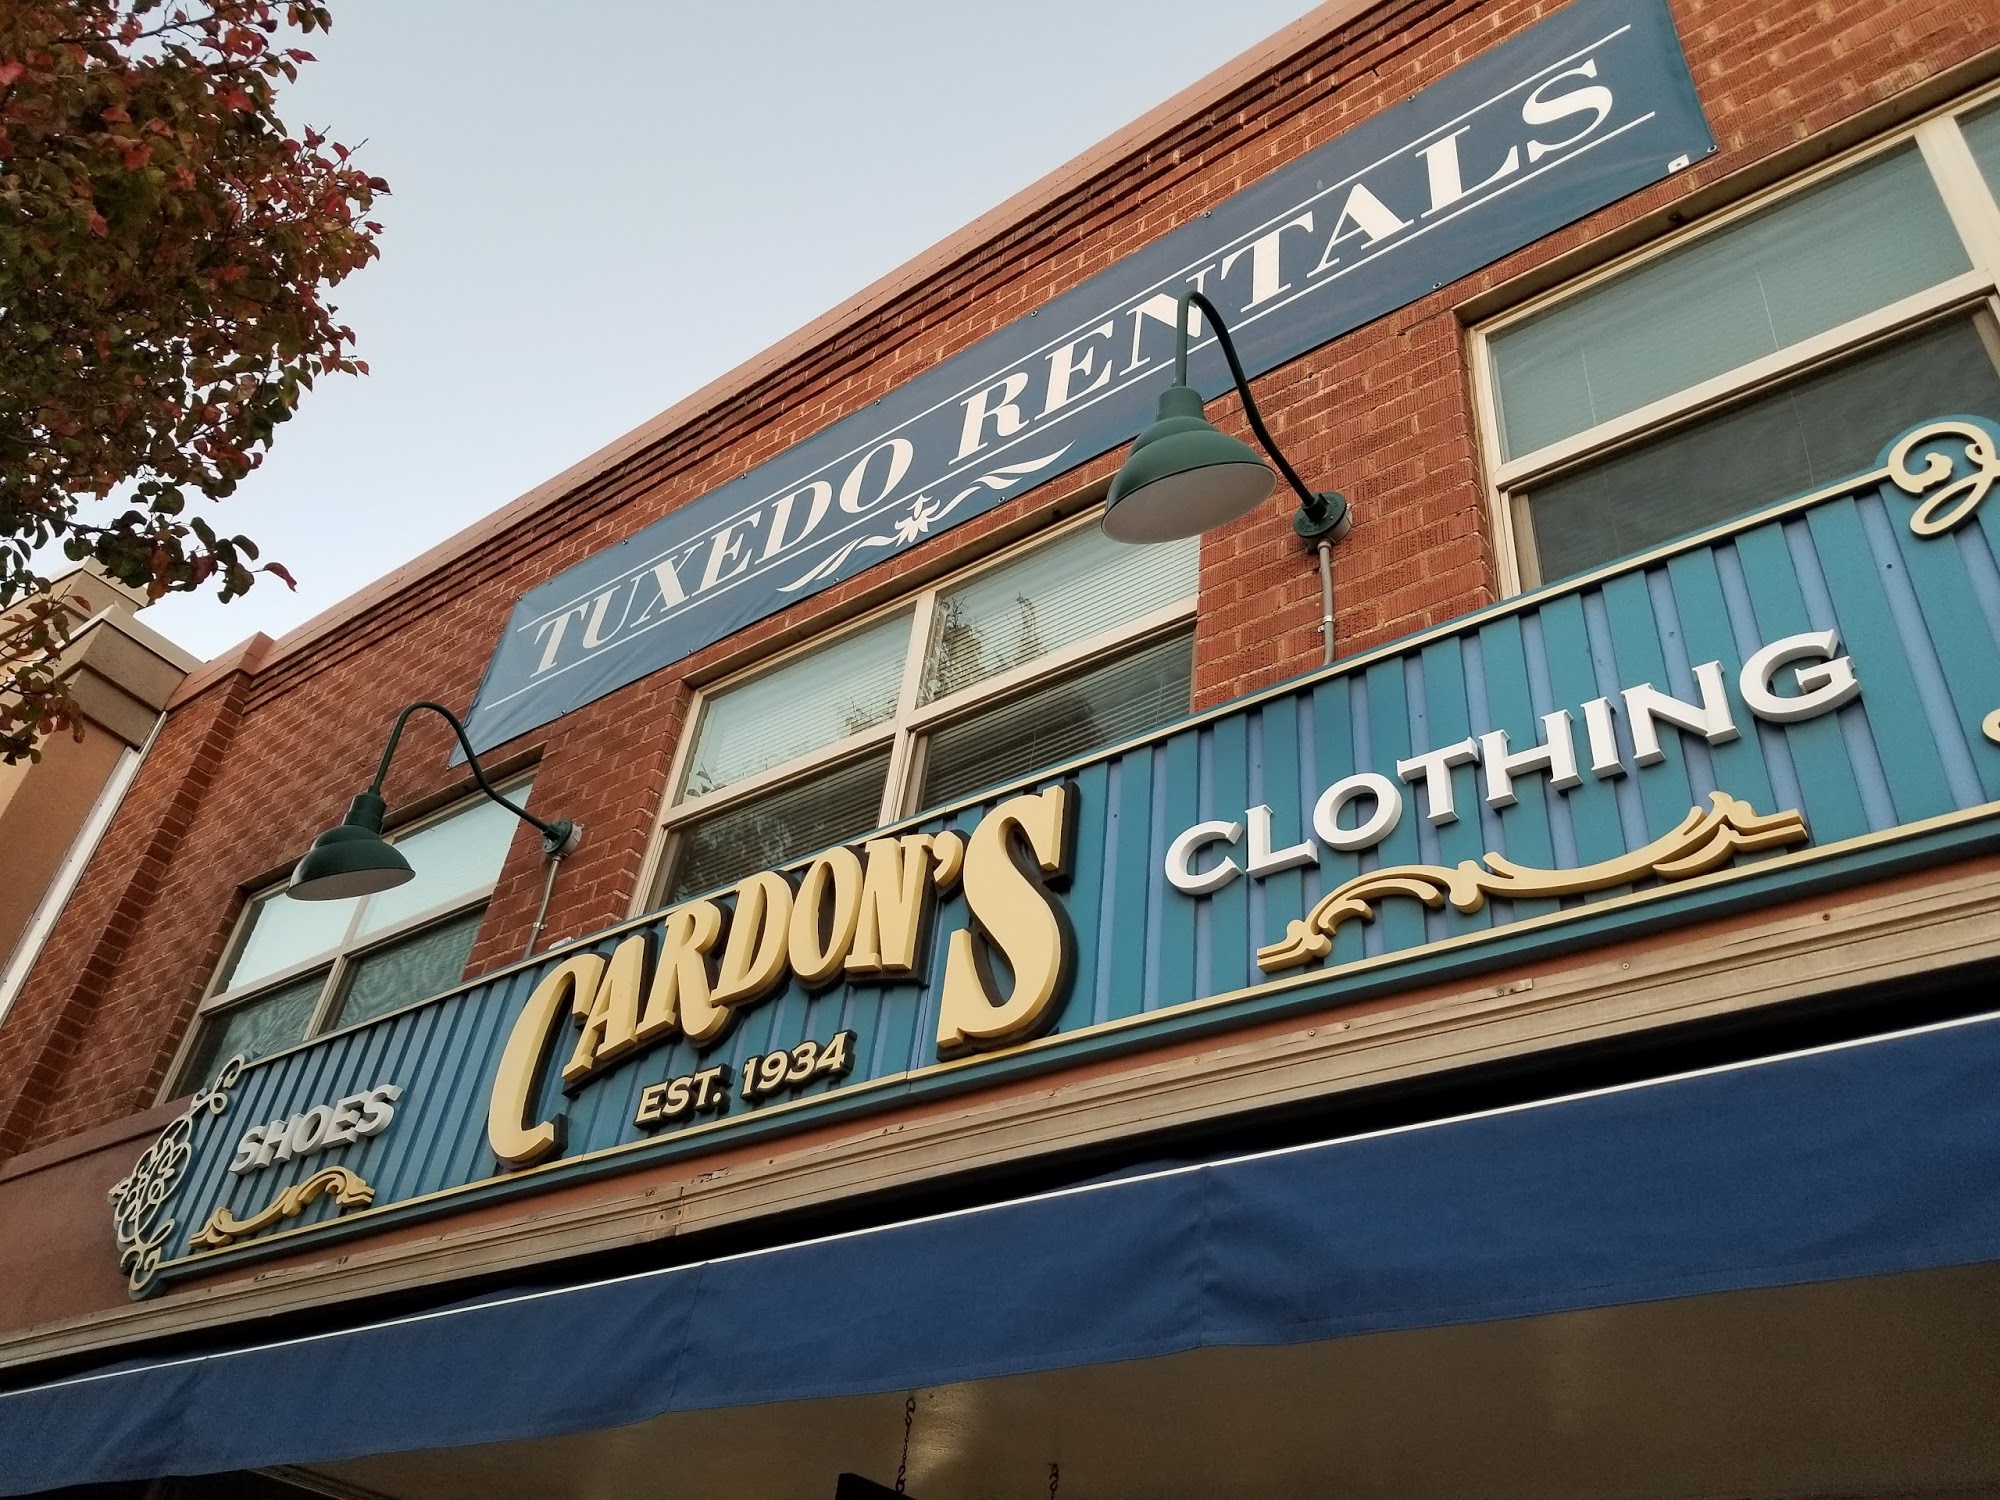 TUXEDO RENTALS
SHOES
CARDON'S
EST. 1934
CLOTHING